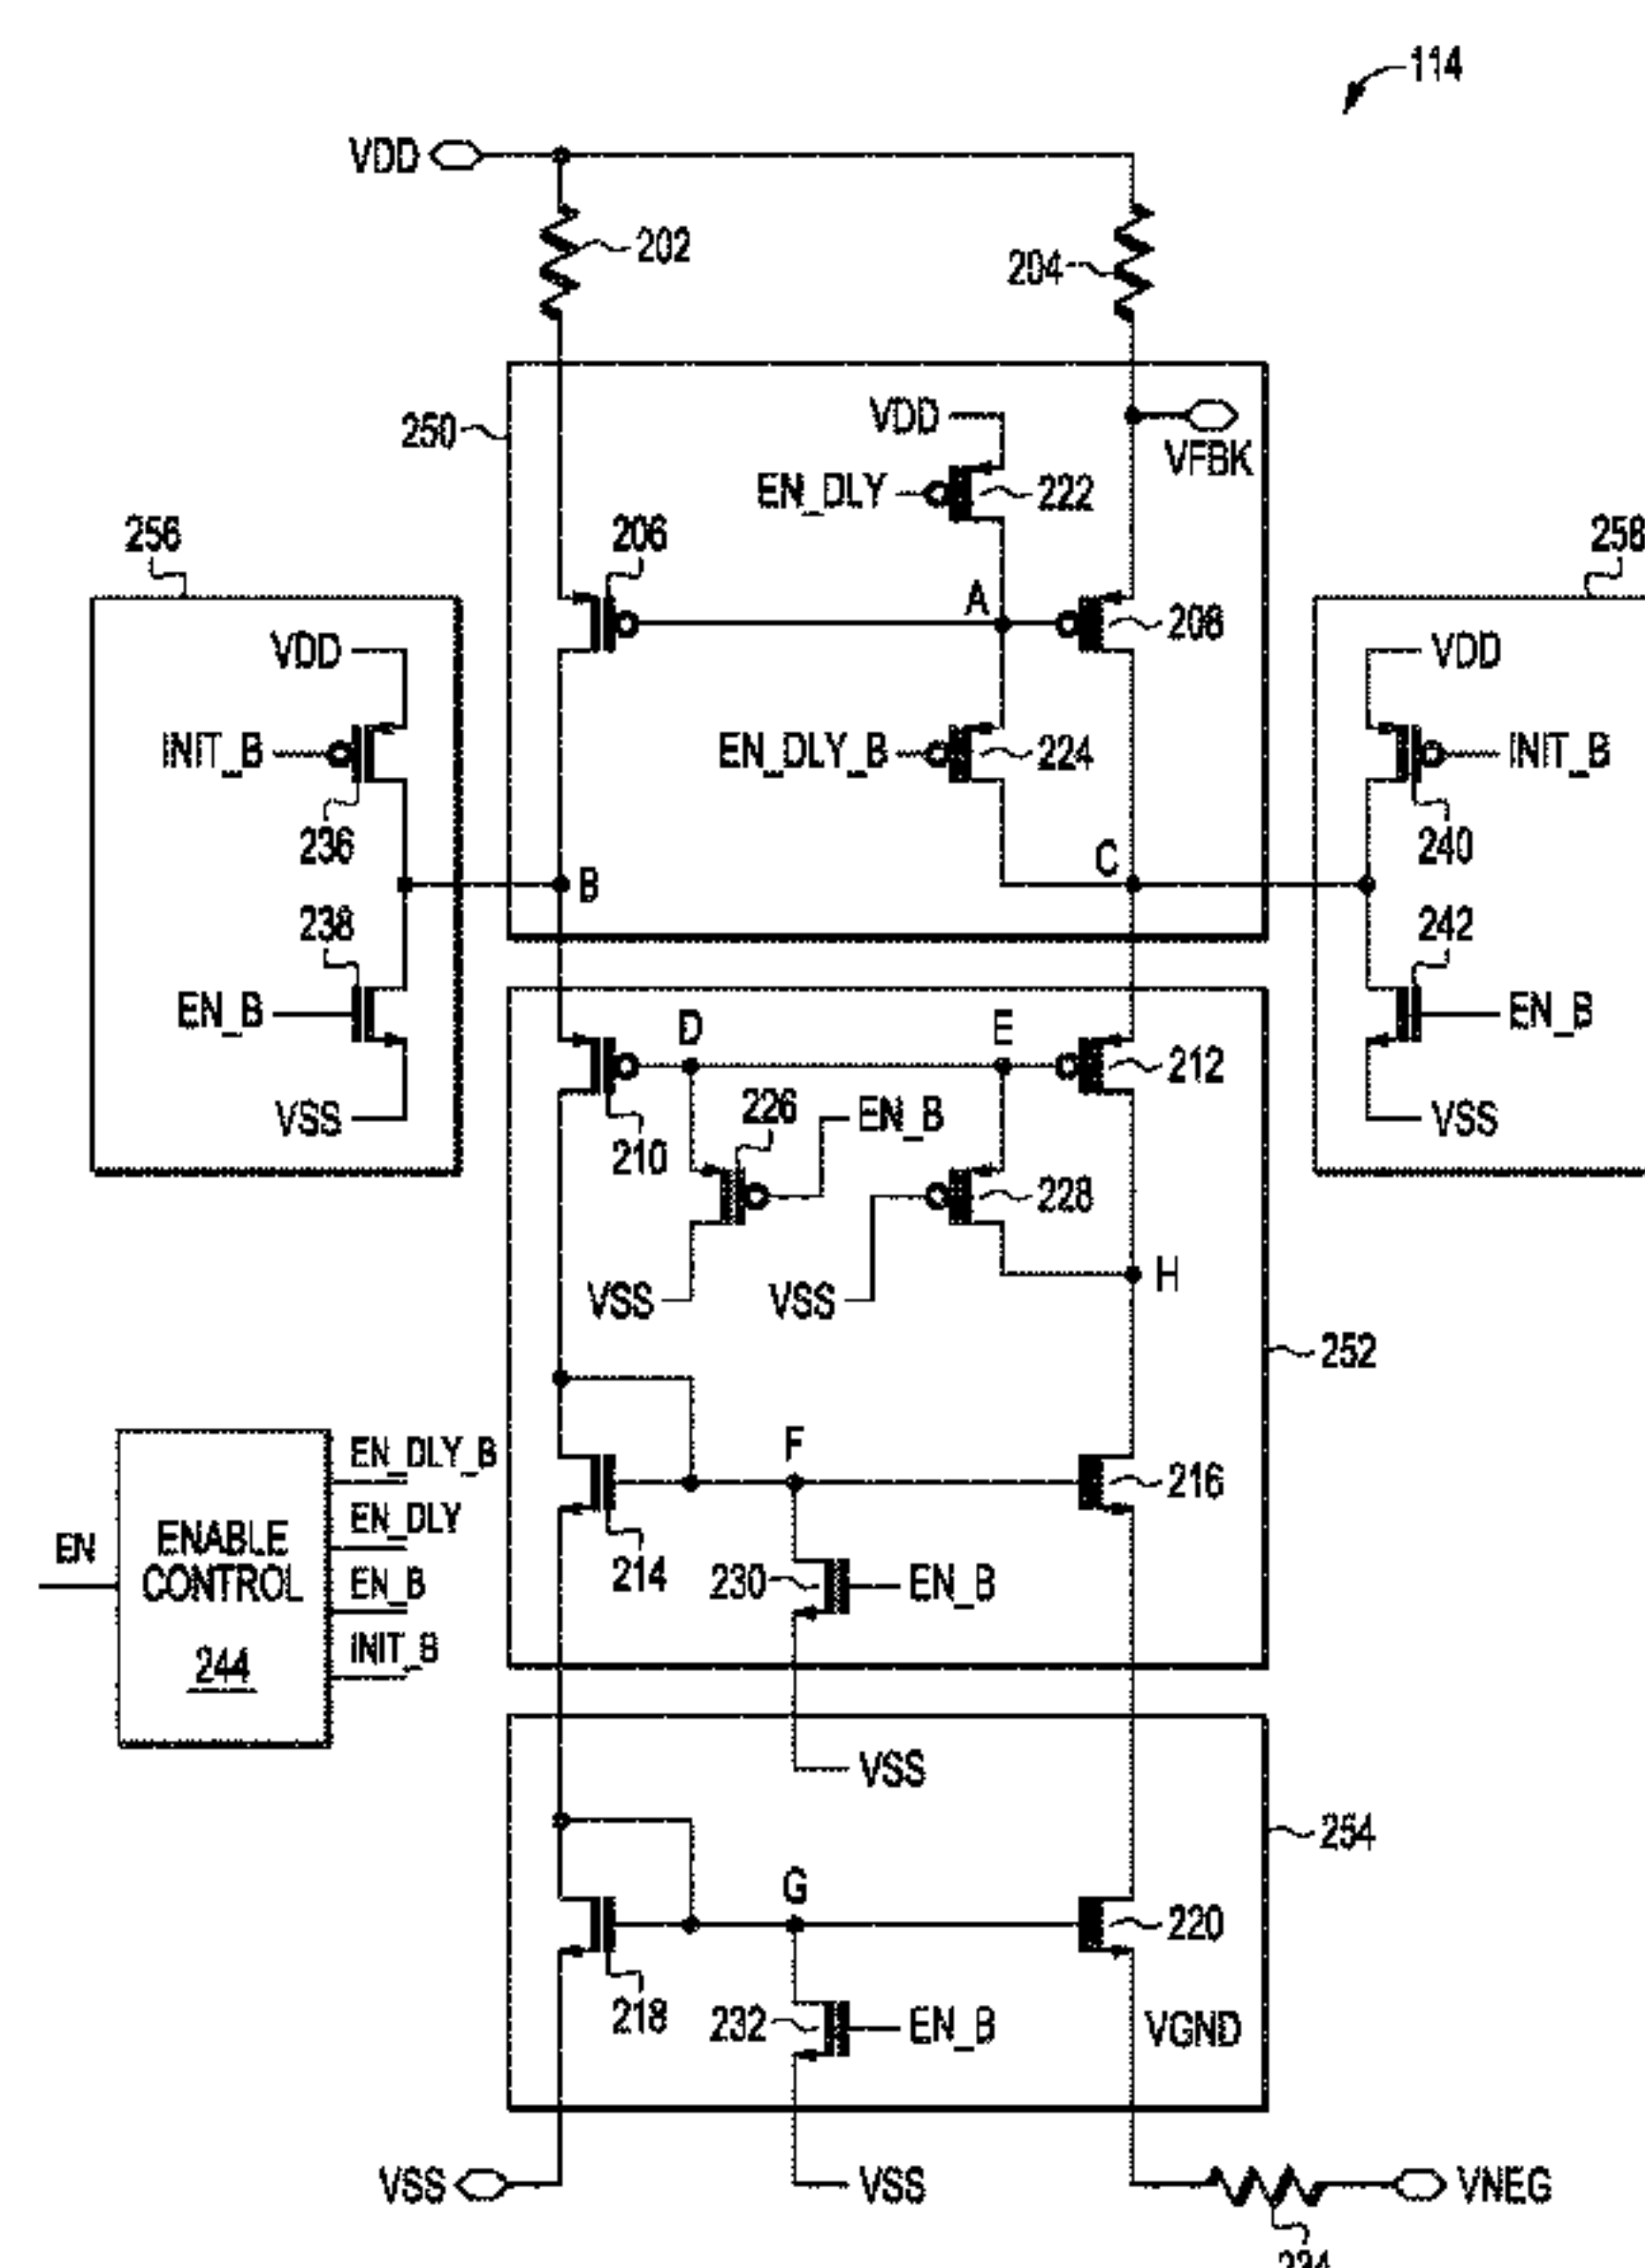 114
VDD
202
204
250
VDD
VFBK
EN_DLY
222
256
206
258
A
208
VDD
VDD
INIT_B
EN_DLY_B
224
INIT_B
236
240
C
B
238
242
EN_B
D
E
EN_B
212
226
EN_B
VSS
210
VSS
228
VSS
VSS
H
252
EN_DLY_B
F
216
EN_DLY
EN
ENABLE
CONTROL
214
230
EN_B
EN_B
INIT_B
244
VSS
254
G
220
218
232
EN_B
VGND
VSS
VSS
VNEG